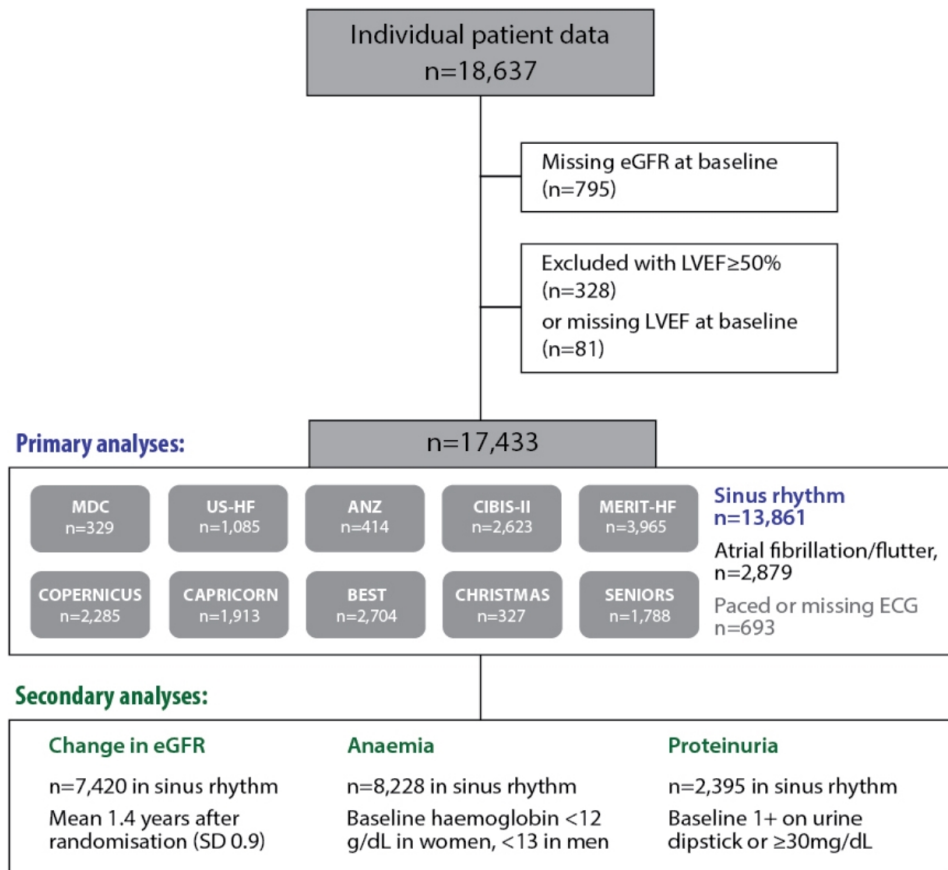 Individual patient data
n=18,637
Missing eGFR at baseline
(n=795)
Excluded with LVEF≥50%
(n=328)
or missing LVEF at baseline
(n=81)
Primary analyses:
n=17,433
MDC
n=329
US-HF
n=1,085
ANZ
n=414
CIBIS-II
n=2,623
MERIT-HF
n=3,965
COPERNICUS
n=2,285
CAPRICORN
n=1,913
BEST
n=2,704
CHRISTMAS
n=327
SENIORS
n=1,788
Sinus rhythm
n=13,861
Atrial fibrillation/flutter,
n=2,879
Paced or missing ECG
n=693
Secondary analyses:
Change in eGFR
n=7,420 in sinus rhythm
Mean 1.4 years after
randomisation (SD 0.9)
Anaemia
n=8,228 in sinus rhythm
Baseline haemoglobin <12
g/dL in women, <13 in men
Proteinuria
n=2,395 in sinus rhythm
Baseline 1+ on urine
dipstick or ≥30mg/dL